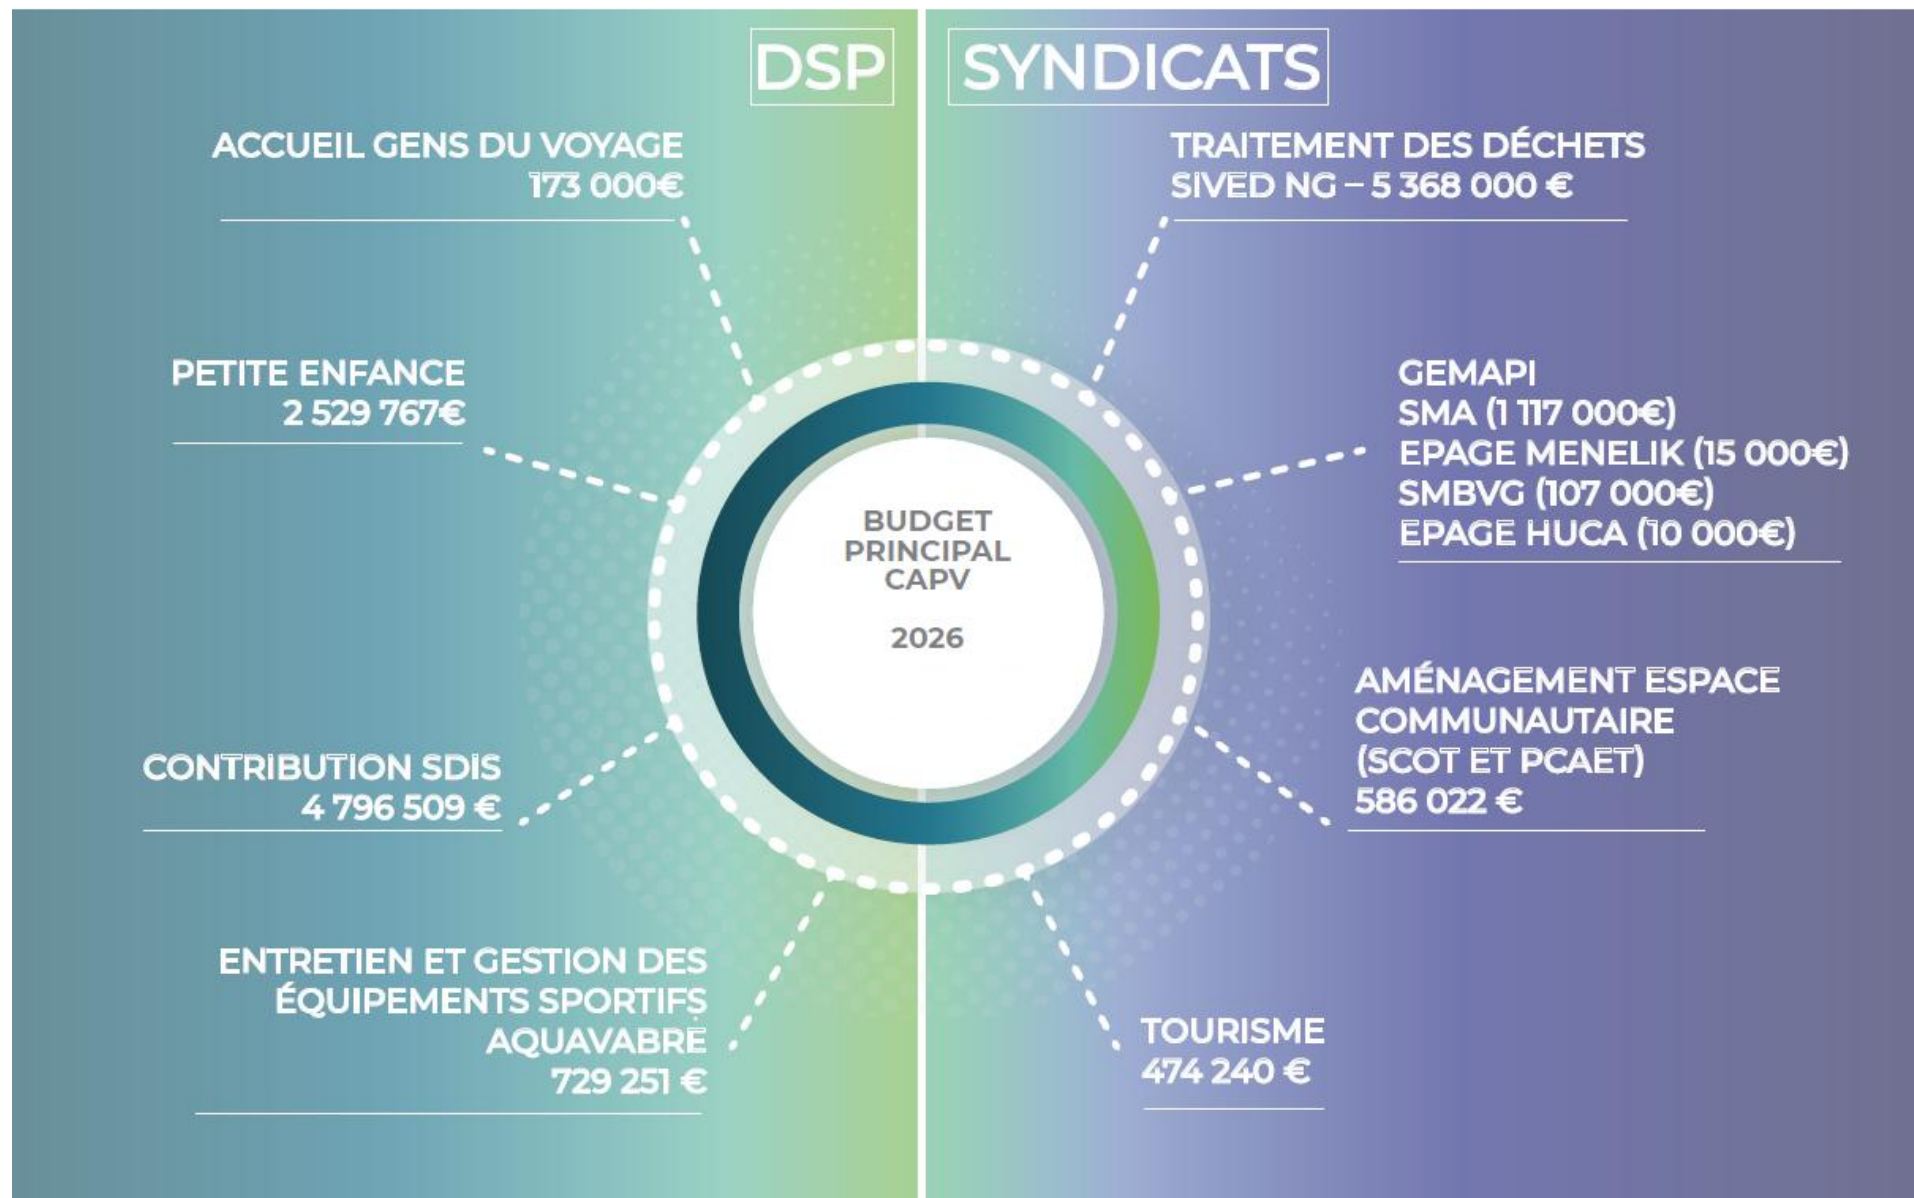 DSP
ACCUEIL GENS DU VOYAGE
173 000€
PETITE ENFANCE
2 529 767€
CONTRIBUTION SDIS
4 796 509 €
ENTRETIEN ET GESTION DES
ÉQUIPEMENTS SPORTIFS
AQUAVABRE
729 251 €
BUDGET
PRINCIPAL
CAPV
2026
SYNDICATS
TRAITEMENT DES DÉCHETS
SIVED NG – 5 368 000 €
GEMAPI
SMA (1 117 000€)
EPAGE MENELIK (15 000€)
SMBVG (107 000€)
EPAGE HUCA (10 000€)
AMÉNAGEMENT ESPACE
COMMUNAUTAIRE
(SCOT ET PCAET)
586 022 €
TOURISME
474 240 €